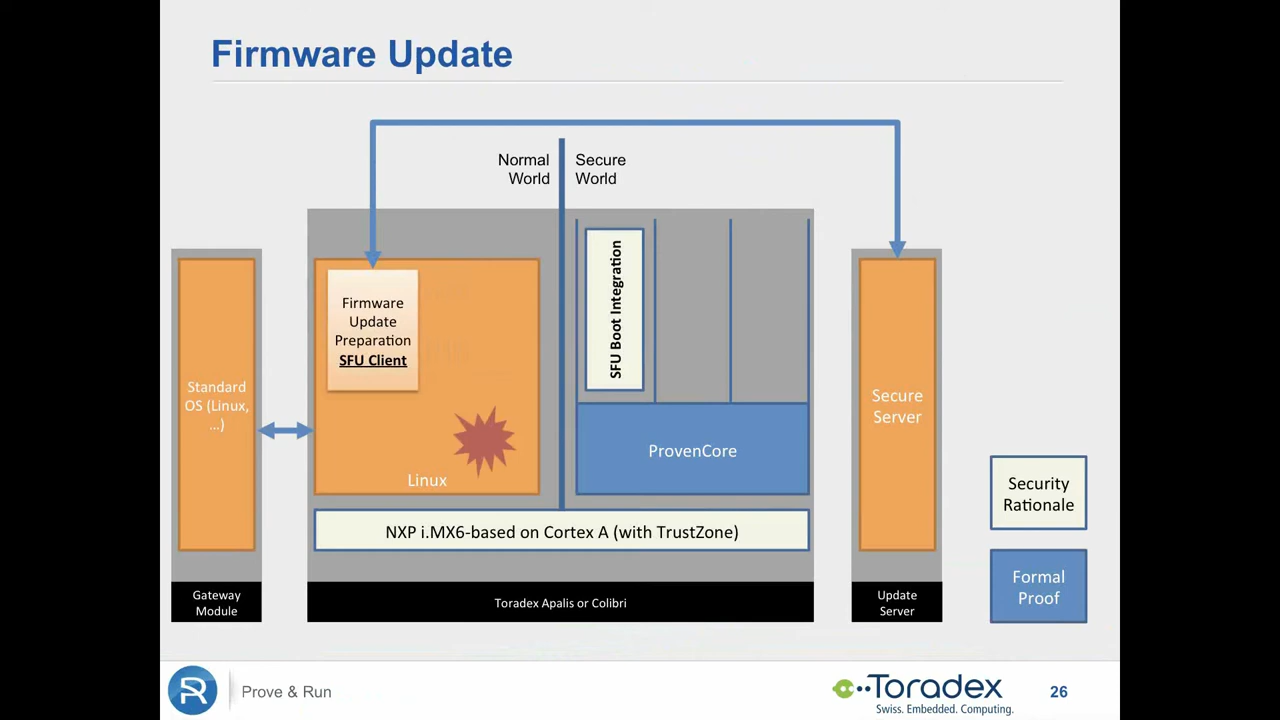 Firmware Update
Normal
World
Secure
World
Firmware
Update
Preparation
SFU Client
SFU Boot Integration
Standard
OS (Linux,
...)
Linux
ProvenCore
Secure
Server
NXP i.MX6-based on Cortex A (with TrustZone)
Security
Rationale
Formal
Proof
Gateway
Module
Toradex Apalis or Colibri
Update
Server
Prove & Run
Toradex
Swiss. Embedded. Computing.
26